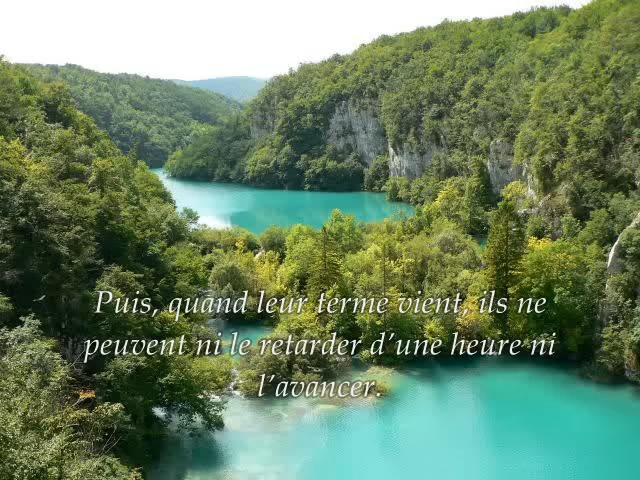 Puis, quand leur terme vient, ils ne
peuvent ni le retarder d’une heure ni
l’avancer.